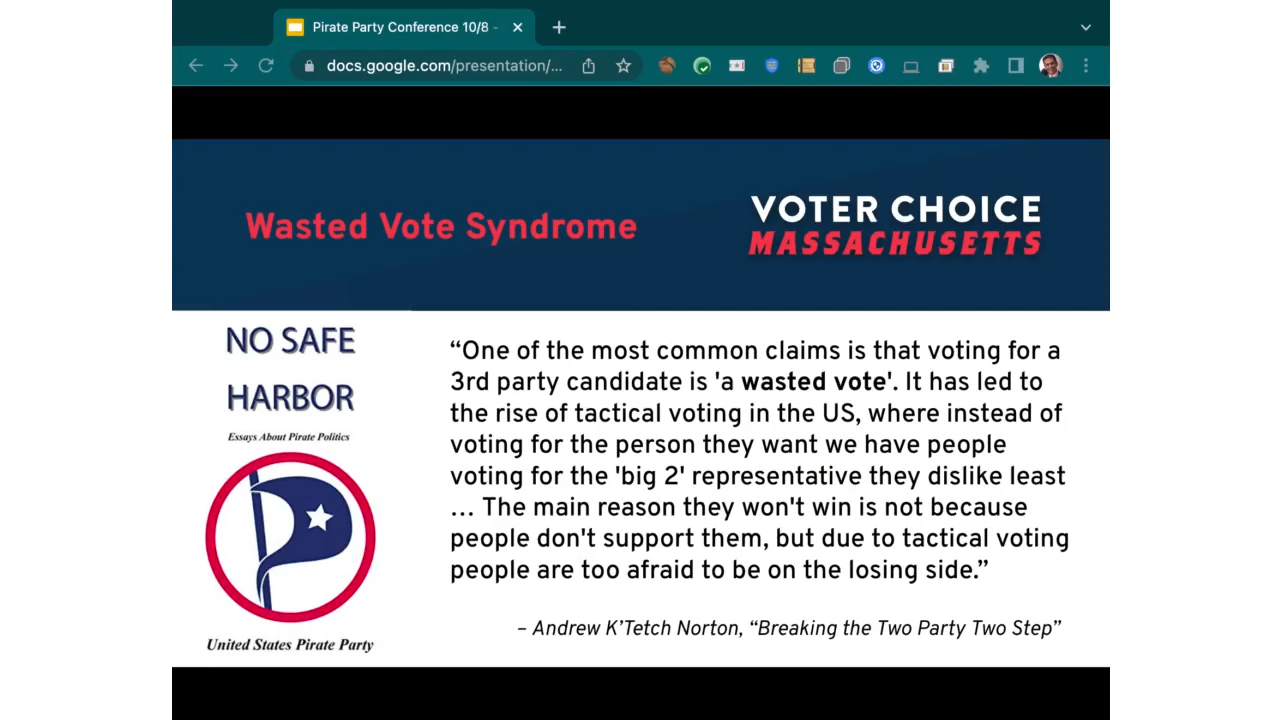 Pirate Party Conference 10/8 -
docs.google.com/presentation/...
Wasted Vote Syndrome
VOTER CHOICE
MASSACHUSETTS
NO SAFE
HARBOR
Essays About Pirate Politics
United States Pirate Party
“One of the most common claims is that voting for a
3rd party candidate is 'a wasted vote'. It has led to
the rise of tactical voting in the US, where instead of
voting for the person they want we have people
voting for the 'big 2' representative they dislike least
… The main reason they won't win is not because
people don't support them, but due to tactical voting
people are too afraid to be on the losing side.”
– Andrew K’Tetch Norton, “Breaking the Two Party Two Step”